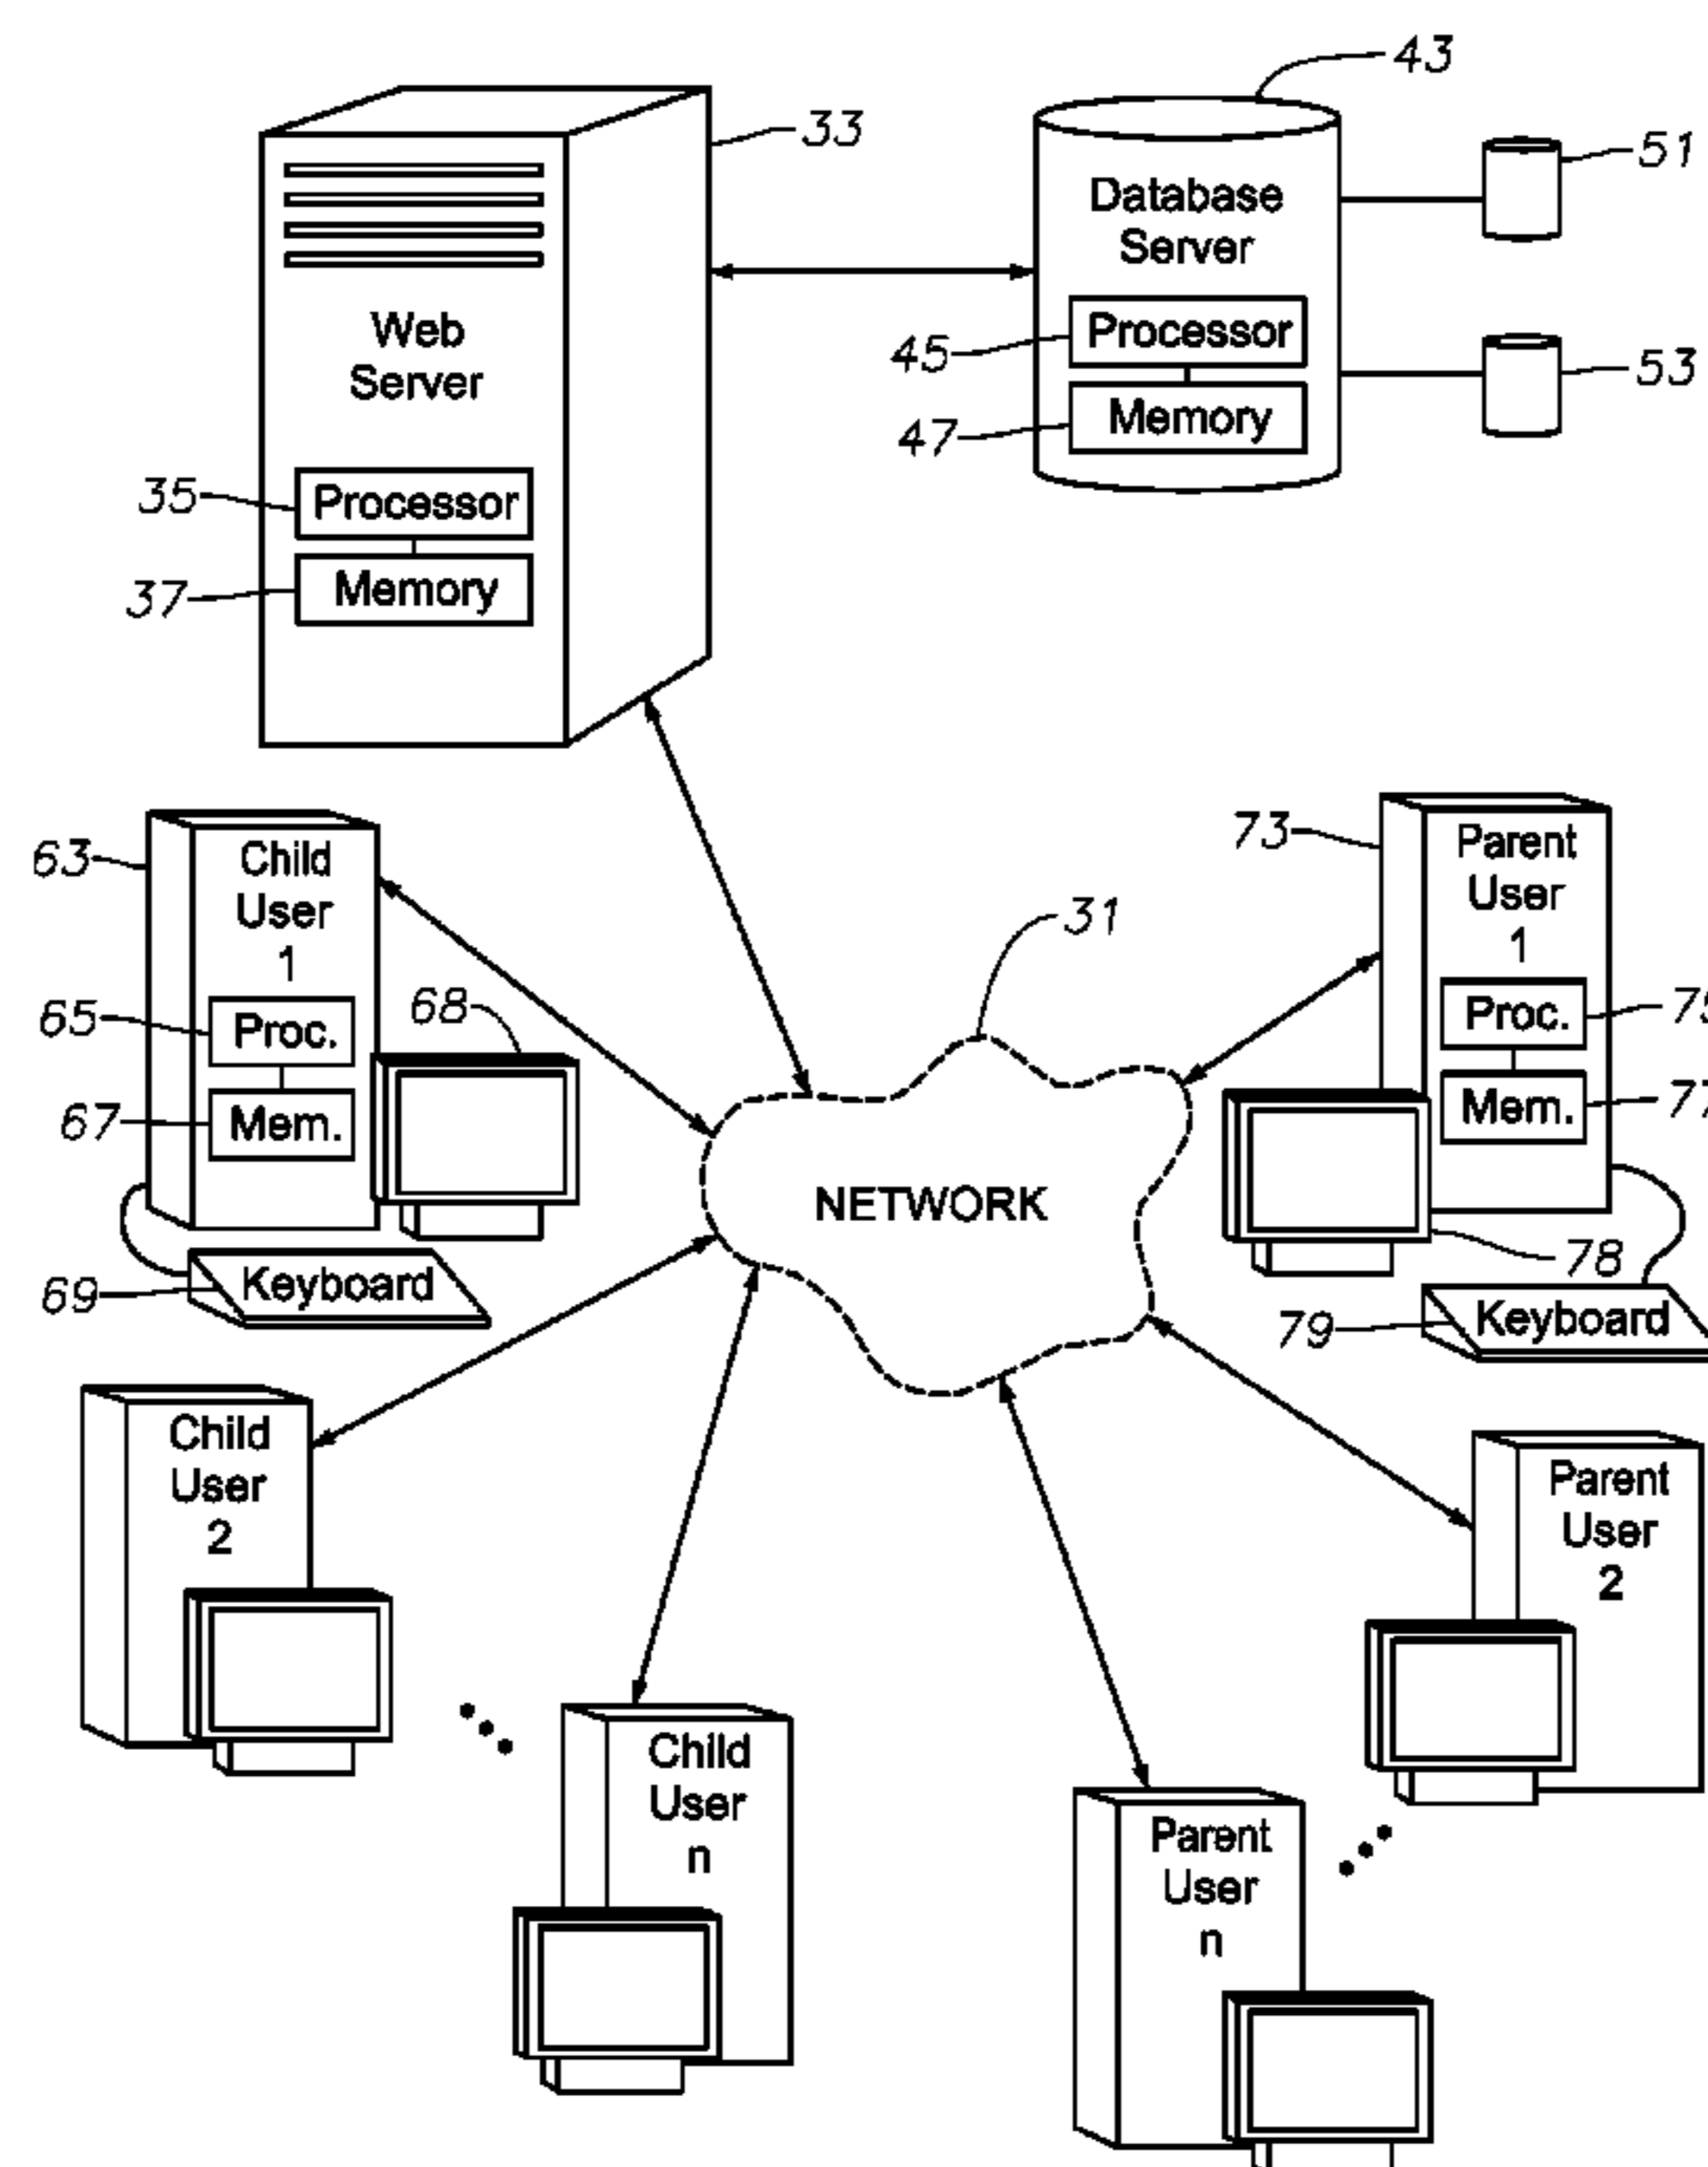 43
33
51
Database
Server
Web
Server
Processor
45
53
Memory
47
35
Processor
37
Memory
63
Child
User
1
73
Parent
User
1
31
65
Proc.
68
Proc.
67
Mem.
Mem.
77
NETWORK
69
Keyboard
78
79
Keyboard
Child
User
2
Parent
User
2
Child
User
n
Parent
User
n